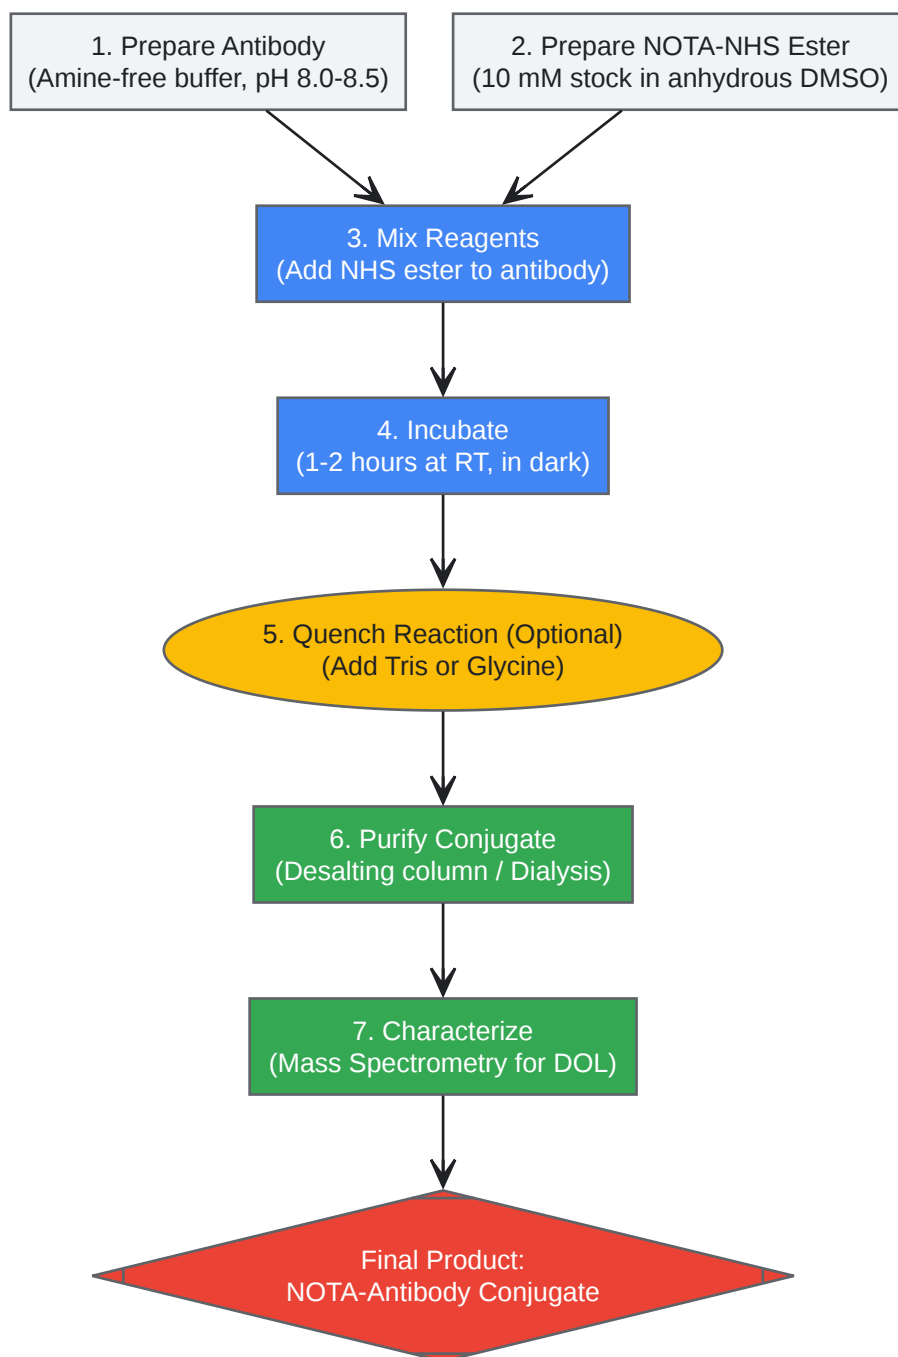 1. Prepare Antibody
(Amine-free buffer, pH 8.0-8.5)
2. Prepare NOTA-NHS Ester
(10 mM stock in anhydrous DMSO)
3. Mix Reagents
(Add NHS ester to antibody)
4. Incubate
(1-2 hours at RT, in dark)
5. Quench Reaction (Optional)
(Add Tris or Glycine)
6. Purify Conjugate
(Desalting column / Dialysis)
7. Characterize
(Mass Spectrometry for DOL)
Final Product:
NOTA-Antibody Conjugate